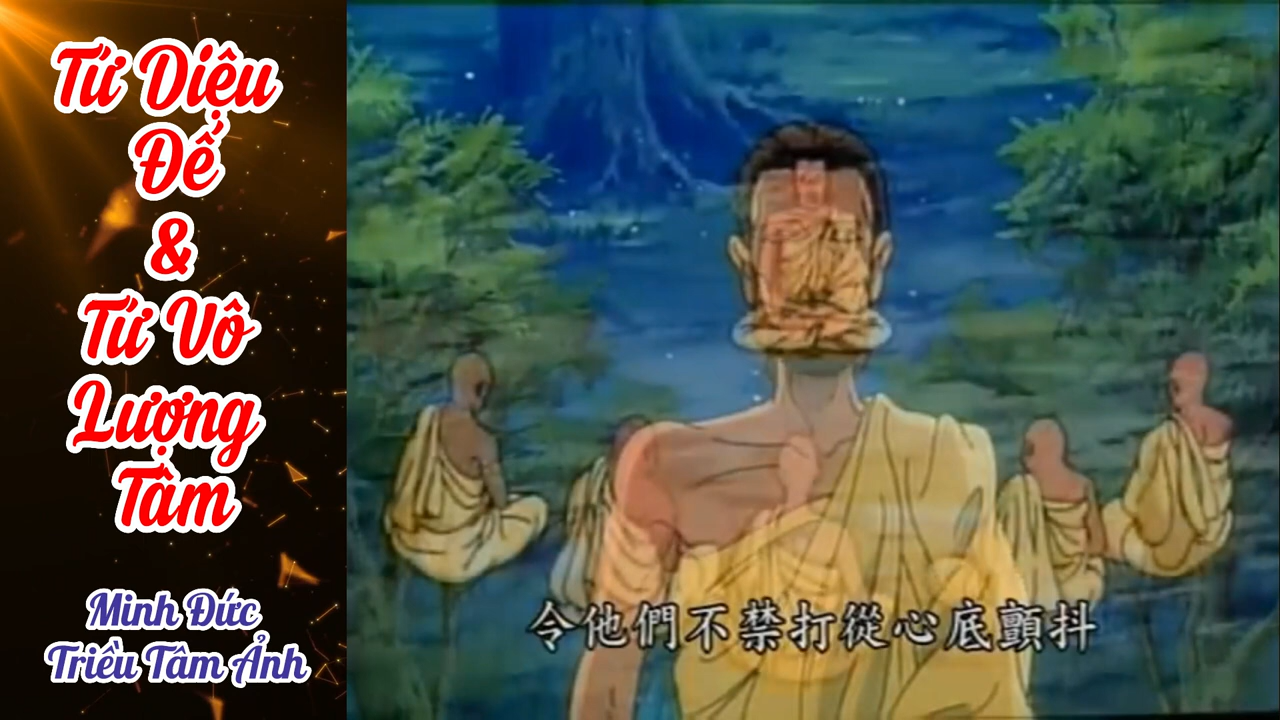 Tứ Diệu
Đế
&
Tứ Vô
Lượng
Tâm
Minh Đức
Triều Tâm Ảnh
令他們不禁打從心底顫抖